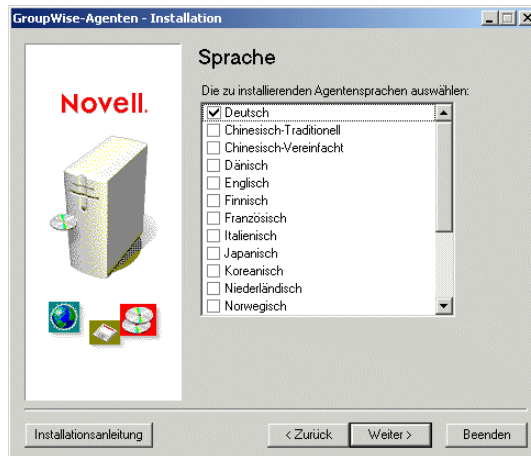 GroupWise-Agenten - Installation
Novell.
Sprache
Die zu installierenden Agentensprachen auswählen:
Deutsch
Chinesisch-Traditionell
Chinesisch-Vereinfacht
Dänisch
Englisch
Finnisch
Französisch
Italienisch
Japanisch
Koreanisch
Niederländisch
Norwegisch
Installationsanleitung
< Zurück
Weiter >
Beenden